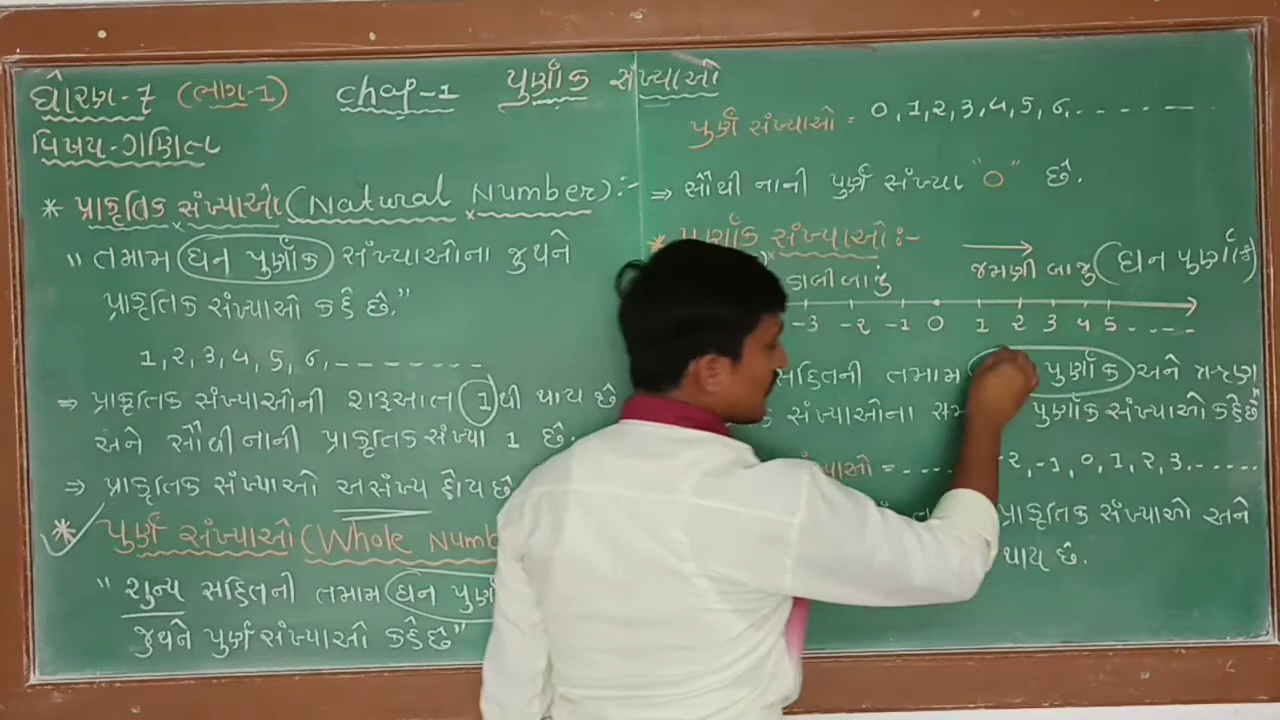 ધોરણ-7 (ભાગ-1) chap-1 પુર્ણાંક સંખ્યાઓ
વિષય-ગણિત
* પ્રાકૃતિક સંખ્યાઓ (Natural Number) :-
"તમામ ધન પુર્ણાંક સંખ્યાઓના જુથને
પ્રાકૃતિક સંખ્યાઓ કહે છે."
1, 2, 3, 4, 5, 6, - - - - - - -
⇒ પ્રાકૃતિક સંખ્યાઓની શરૂઆત 1 થી થાય છે
અને સૌથી નાની પ્રાકૃતિક સંખ્યા 1 છે.
⇒ પ્રાકૃતિક સંખ્યાઓ અસંખ્ય હોય છે
* પુર્ણ સંખ્યાઓ (Whole Numb
"શુન્ય સહિતની તમામ ધન પુર્ણ
જુથને પુર્ણ સંખ્યાઓ કહે છે"
પુર્ણ સંખ્યાઓ = 0, 1, 2, 3, 4, 5, 6, - - - - - -
⇒ સૌથી નાની પુર્ણ સંખ્યા "0" છે.
* પુર્ણાંક સંખ્યાઓ :-
ડાબી બાજુ જમણી બાજુ (ધન પુર્ણાંક)
-3 -2 -1 0 1 2 3 4 5 - - - -
સહિતની તમામ પુર્ણાંક અને ઋણ
સંખ્યાઓના પુર્ણાંક સંખ્યાઓ કહે છે"
= - - - - 2, -1, 0, 1, 2, 3, - - - - -
પ્રાકૃતિક સંખ્યાઓ અને
થાય છે.